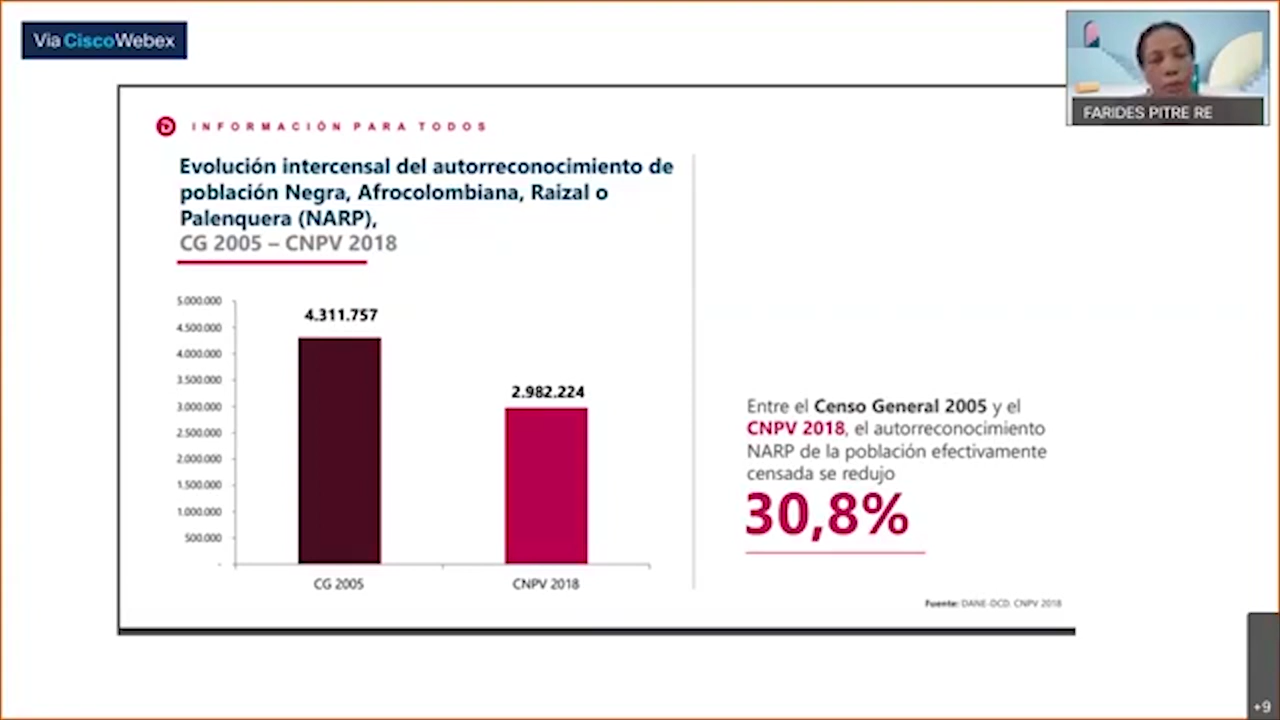 Via CiscoWebex
FARIDES PITRE RE
INFORMACIÓN PARA TODOS
Evolución intercensal del autorreconocimiento de
población Negra, Afrocolombiana, Raizal o
Palenquera (NARP),
CG 2005 – CNPV 2018
5.000.000
4.500.000
4.000.000
3.500.000
3.000.000
2.500.000
2.000.000
1.500.000
1.000.000
500.000
-
4.311.757
2.982.224
CG 2005
CNPV 2018
Entre el Censo General 2005 y el
CNPV 2018, el autorreconocimiento
NARP de la población efectivamente
censada se redujo
30,8%
Fuente: DANE-DCD. CNPV 2018
+9